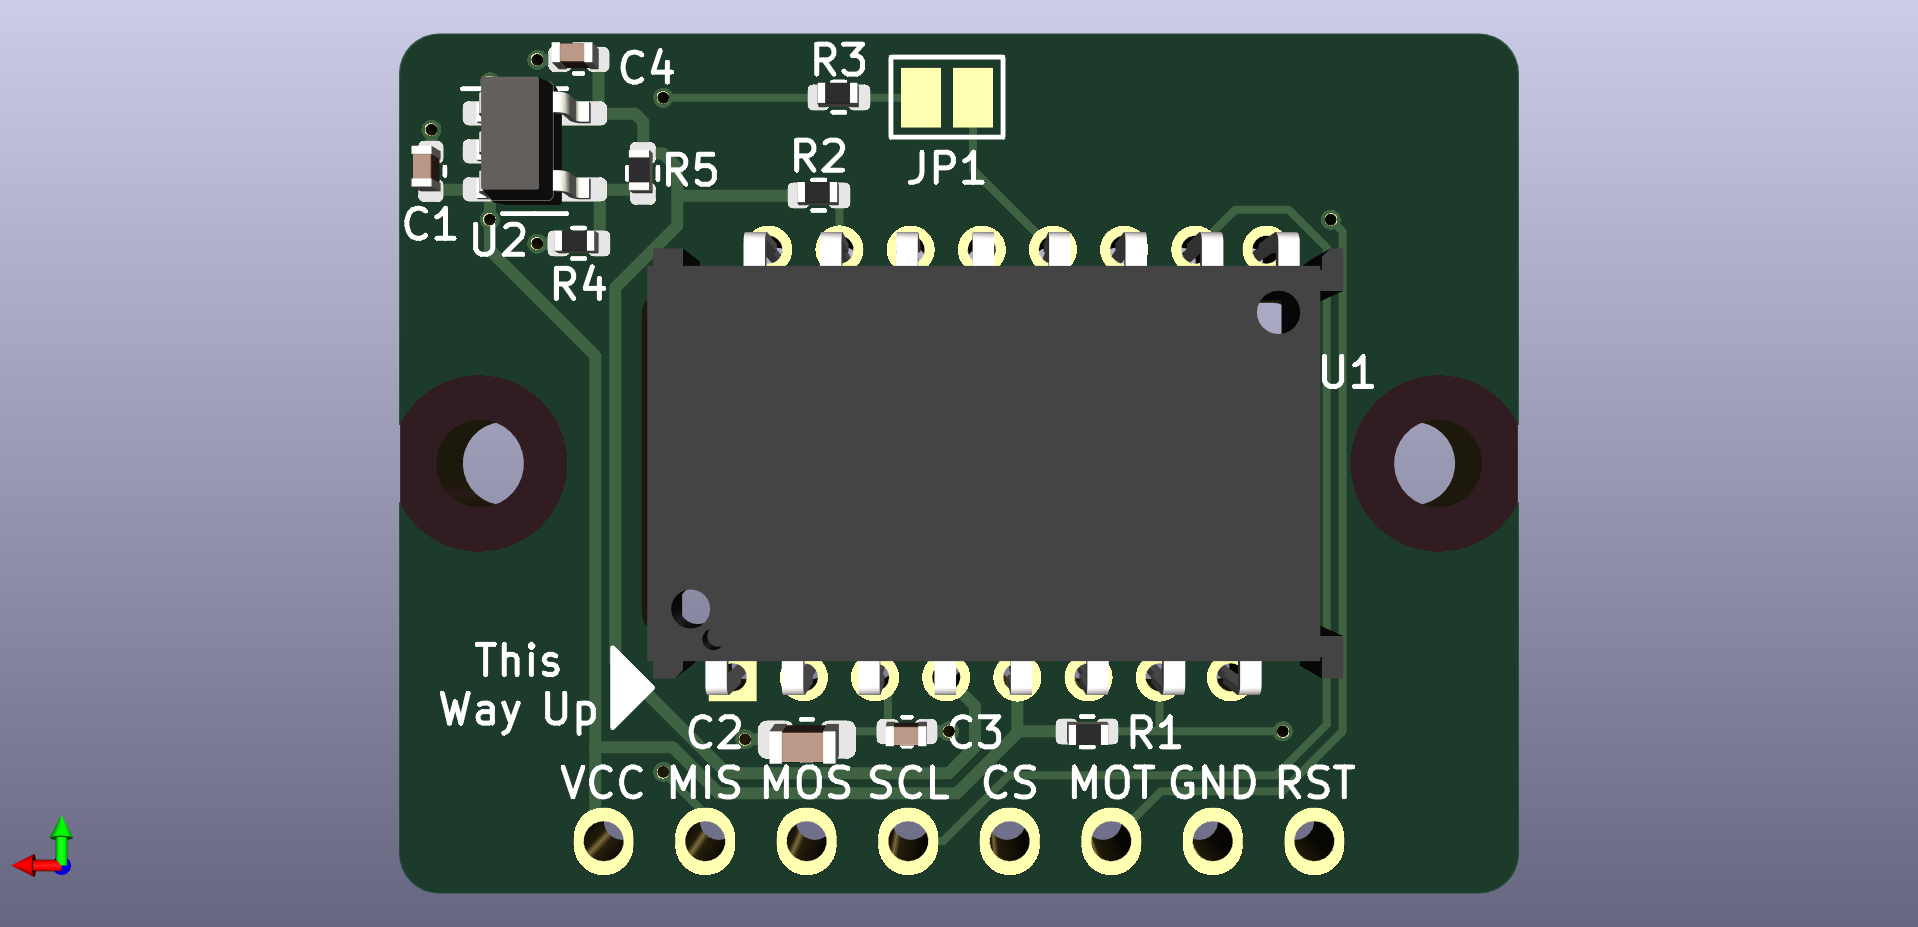 C4
R3
R2
JP1
R5
C1
U2
R4
U1
This
Way Up
C2
C3
R1
VCC MIS MOS SCL CS MOT GND RST